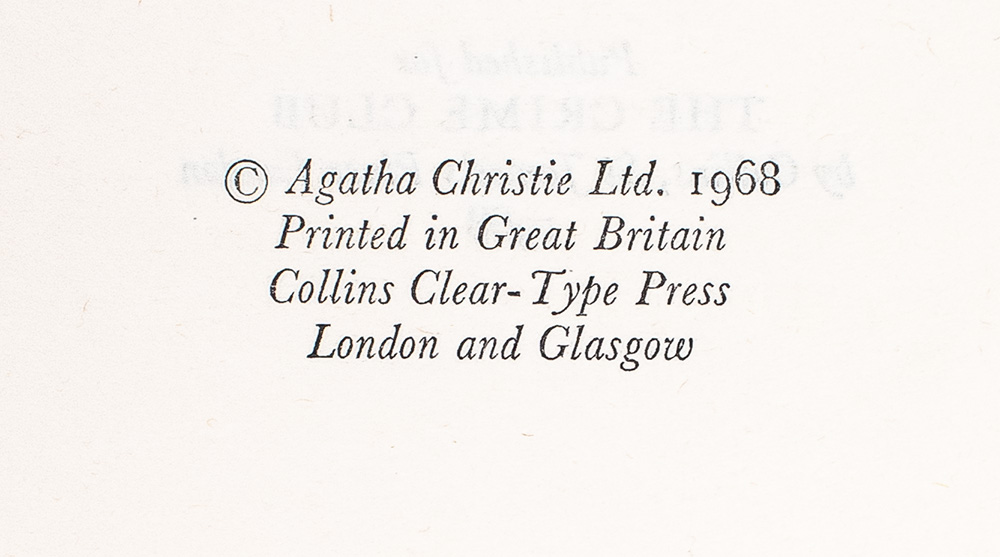 © Agatha Christie Ltd. 1968
Printed in Great Britain
Collins Clear-Type Press
London and Glasgow